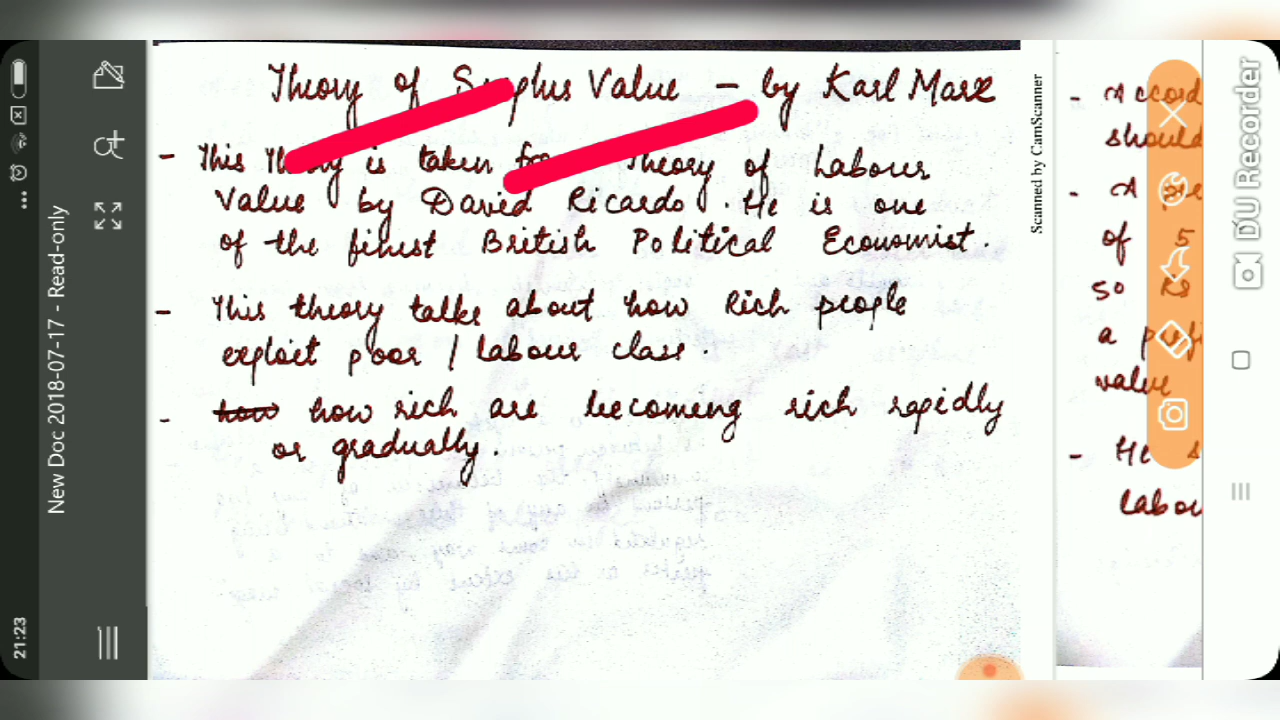 Theory of Surplus Value - by Karl Marx
- This Theory is taken Theory of Labour
Value by David Ricardo. He is one
of the finest British Political Economist.
- This theory talks about how Rich people
exploit poor / labour class.
- how how rich are becoming rich rapidly
or gradually.
Scanned by CamScanner
should
- A
of 5
so is
a
value
- He
New Doc 2018-07-17 - Read-only
21:23
DU Recorder